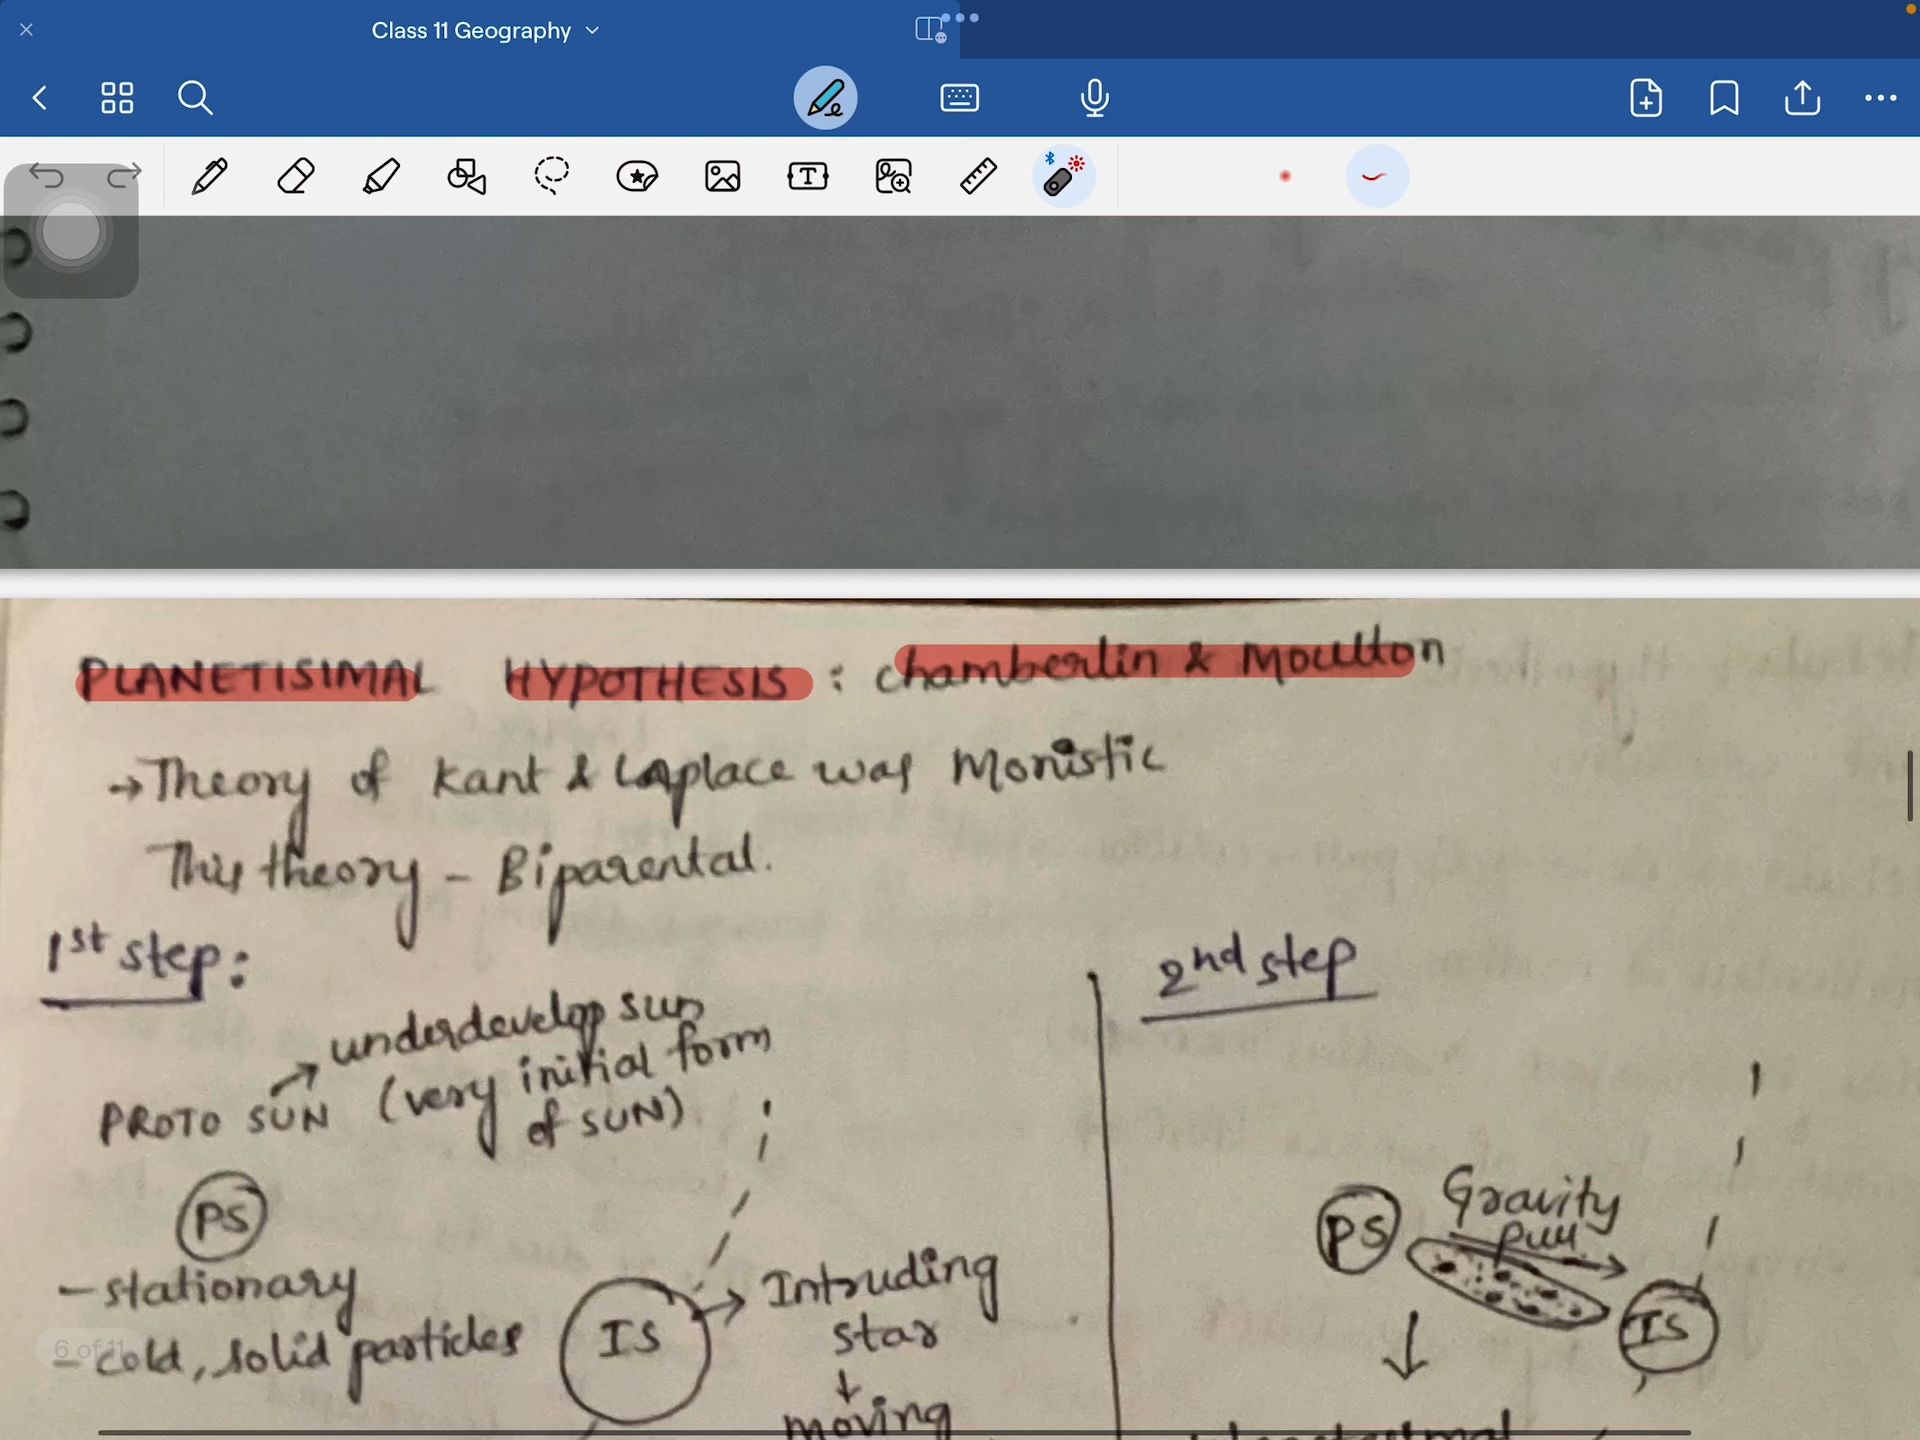 Class 11 Geography
PLANETISIMAL HYPOTHESIS : Chamberlin & Moulton
→ Theory of Kant & Laplace was Monistic
This theory - Biparental.
1st step:
underdevelop sun
PROTO SUN (very initial form
of SUN)
PS
- stationary
- cold, solid particles
IS
Intruding
star
moving
2nd step
PS
Gravity
Pull
IS
6 of 11